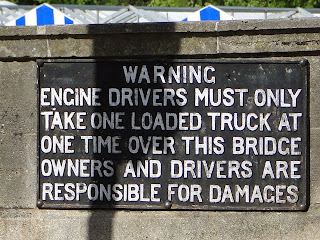 WARNING
ENGINE DRIVERS MUST ONLY
TAKE ONE LOADED TRUCK AT
ONE TIME OVER THIS BRIDGE
OWNERS AND DRIVERS ARE
RESPONSIBLE FOR DAMAGES